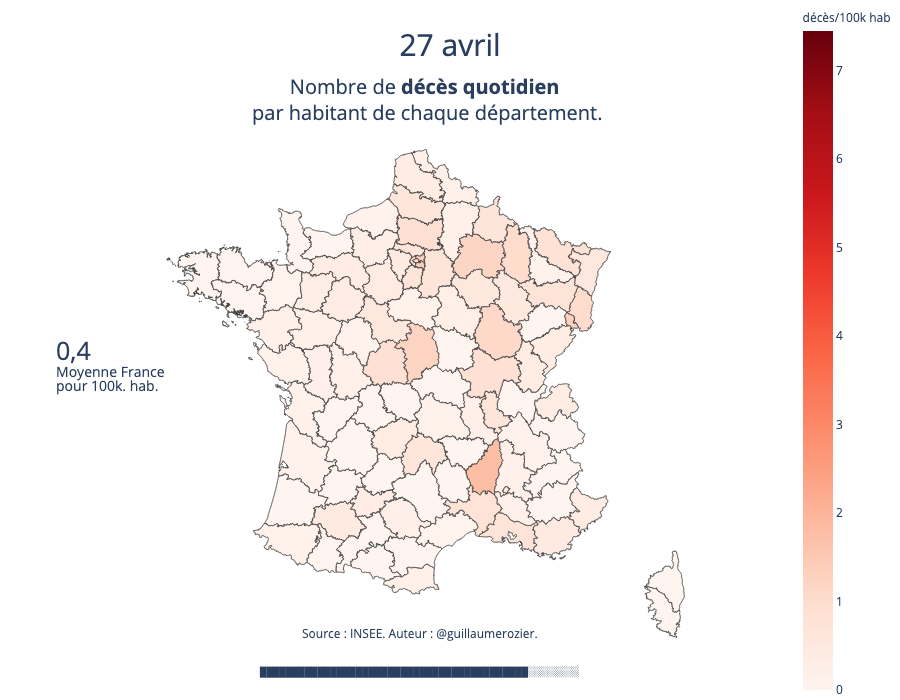 décès/100k hab
27 avril
Nombre de décès quotidien
par habitant de chaque département.
7
6
5
4
3
2
1
0
0,4
Moyenne France
pour 100k. hab.
Source : INSEE. Auteur : @guillaumerozier.